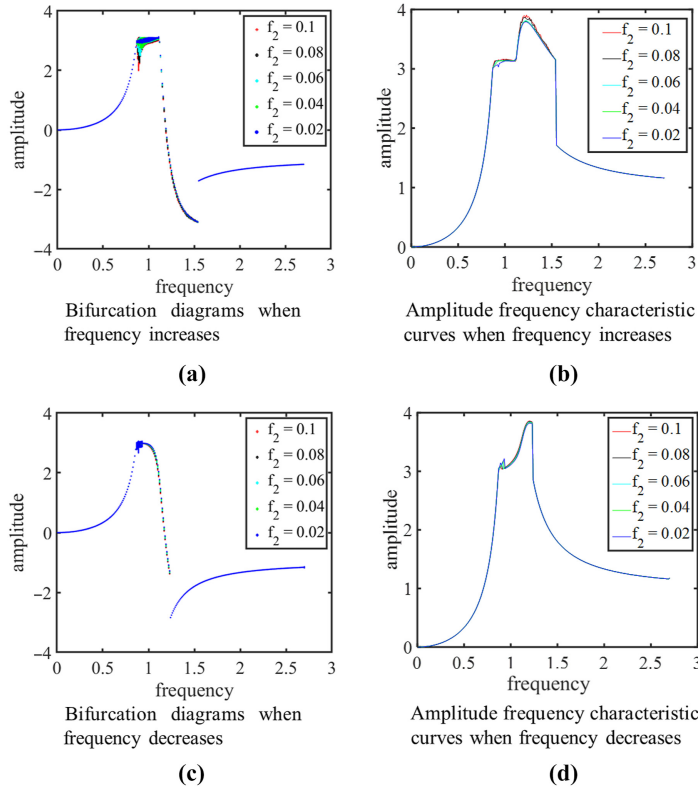 4
2
0
−2
−4
amplitude
0
0.5
1
1.5
2
2.5
3
frequency
f2 = 0.1
f2 = 0.08
f2 = 0.06
f2 = 0.04
f2 = 0.02
Bifurcation diagrams when
frequency increases
(a)
4
3
2
1
0
amplitude
0
0.5
1
1.5
2
2.5
3
frequency
f2 = 0.1
f2 = 0.08
f2 = 0.06
f2 = 0.04
f2 = 0.02
Amplitude frequency characteristic
curves when frequency increases
(b)
4
2
0
−2
−4
amplitude
0
0.5
1
1.5
2
2.5
3
frequency
f2 = 0.1
f2 = 0.08
f2 = 0.06
f2 = 0.04
f2 = 0.02
Bifurcation diagrams when
frequency decreases
(c)
4
3
2
1
0
amplitude
0
0.5
1
1.5
2
2.5
3
frequency
f2 = 0.1
f2 = 0.08
f2 = 0.06
f2 = 0.04
f2 = 0.02
Amplitude frequency characteristic
curves when frequency decreases
(d)